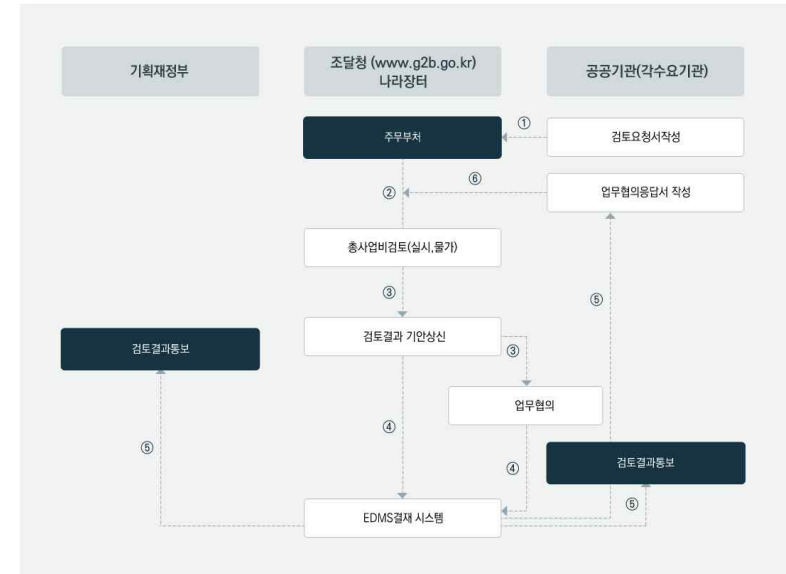 기획재정부
조달청 (www.g2b.go.kr)
나라장터
공공기관(각수요기관)
주무부처
①
검토요청서작성
②
⑥
업무협의응답서 작성
총사업비검토(실시,물가)
③
⑤
검토결과통보
검토결과 기안상신
③
업무협의
④
⑤
④
검토결과통보
⑤
EDMS결재 시스템